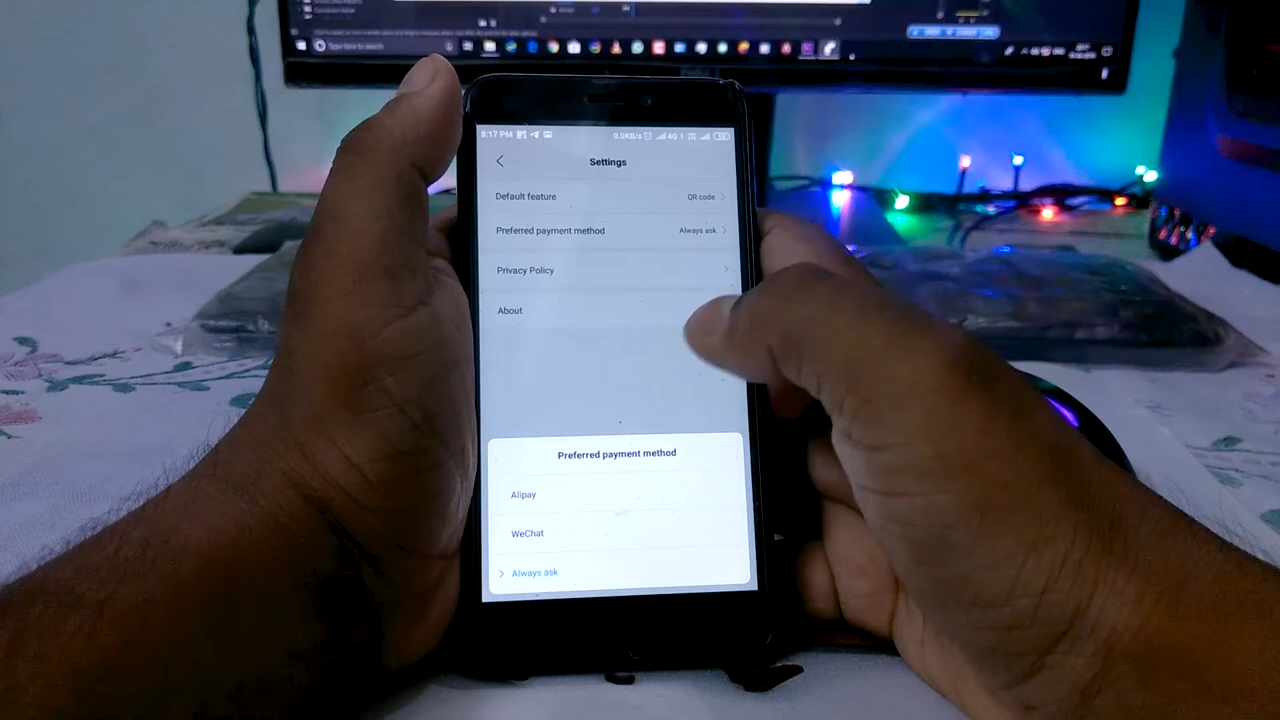 Type here to search
8:17 PM
0.0KB/s
4G
Settings
Default feature
QR code
Preferred payment method
Always ask
Privacy Policy
About
Preferred payment method
Alipay
WeChat
Always ask